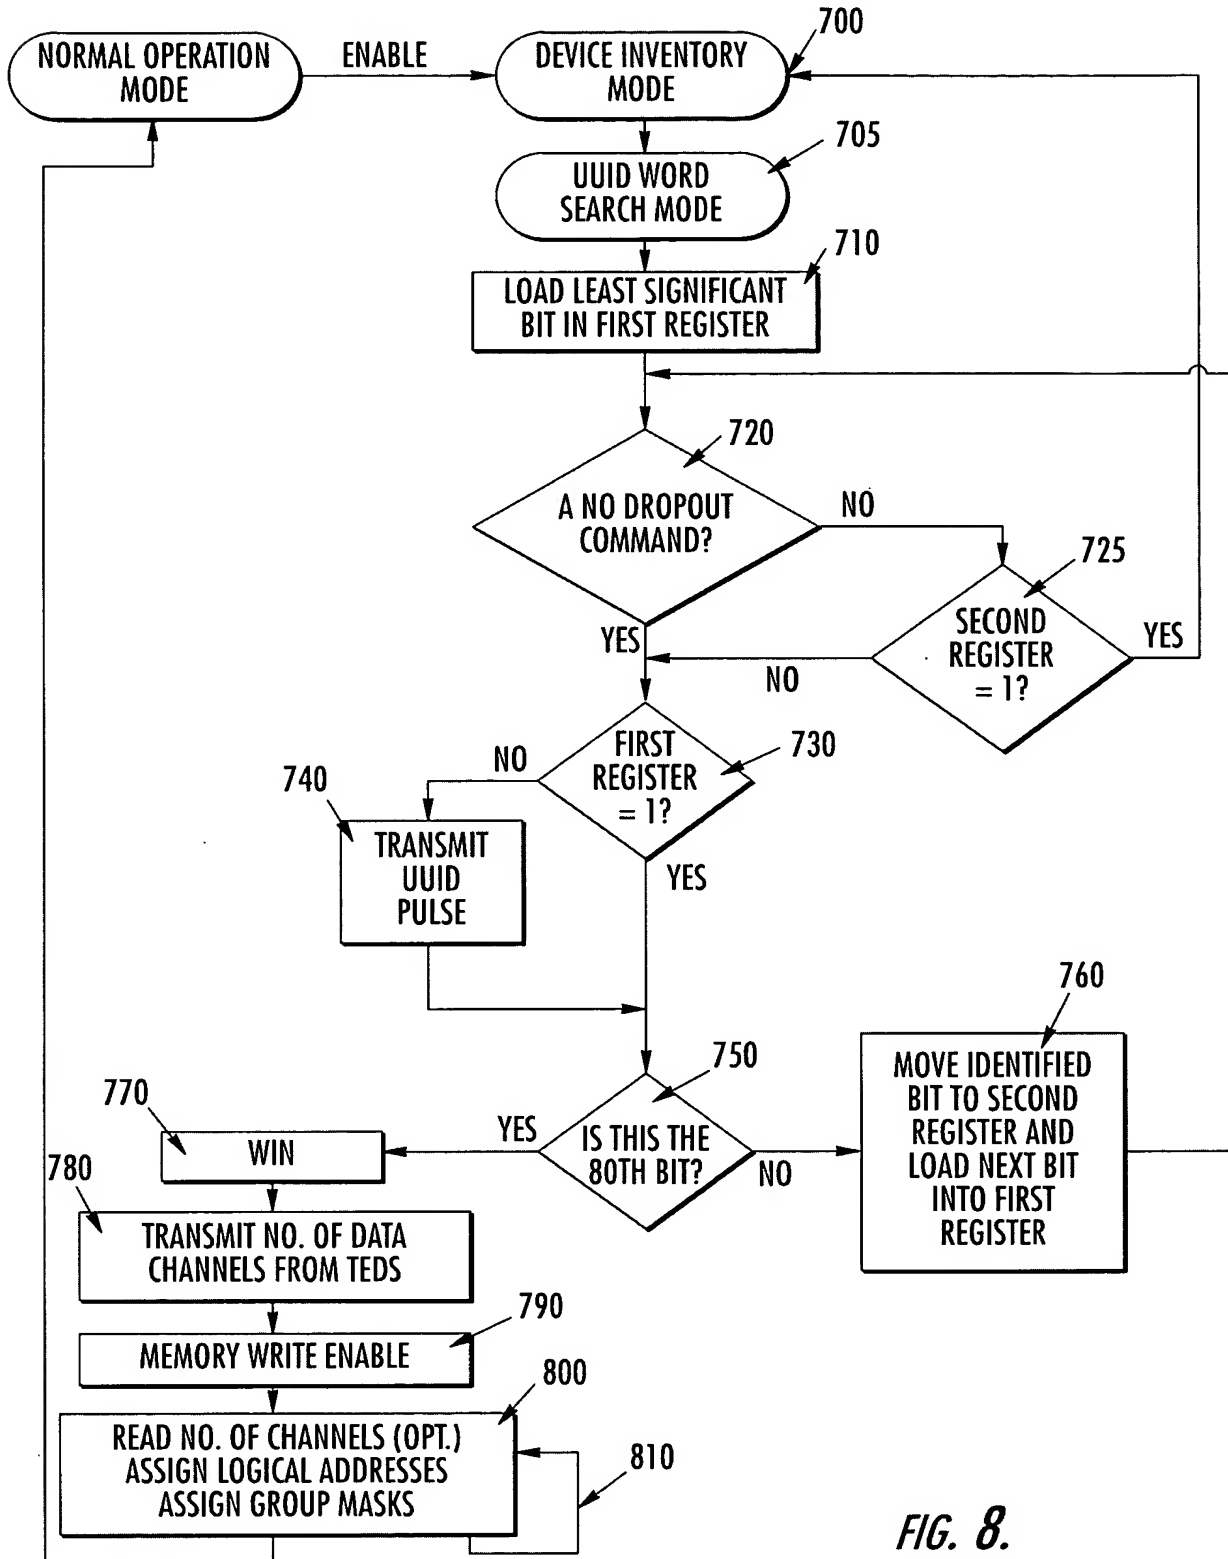 700
NORMAL OPERATION
MODE
ENABLE
DEVICE INVENTORY
MODE
705
UUID WORD
SEARCH MODE
710
LOAD LEAST SIGNIFICANT
BIT IN FIRST REGISTER
720
A NO DROPOUT
COMMAND?
NO
725
SECOND
REGISTER
= 1?
YES
YES
NO
730
FIRST
REGISTER
= 1?
NO
740
TRANSMIT
UUID
PULSE
YES
760
MOVE IDENTIFIED
BIT TO SECOND
REGISTER AND
LOAD NEXT BIT
INTO FIRST
REGISTER
750
IS THIS THE
80TH BIT?
YES
NO
770
WIN
780
TRANSMIT NO. OF DATA
CHANNELS FROM TEDS
790
MEMORY WRITE ENABLE
800
READ NO. OF CHANNELS (OPT.)
ASSIGN LOGICAL ADDRESSES
ASSIGN GROUP MASKS
810
FIG. 8.